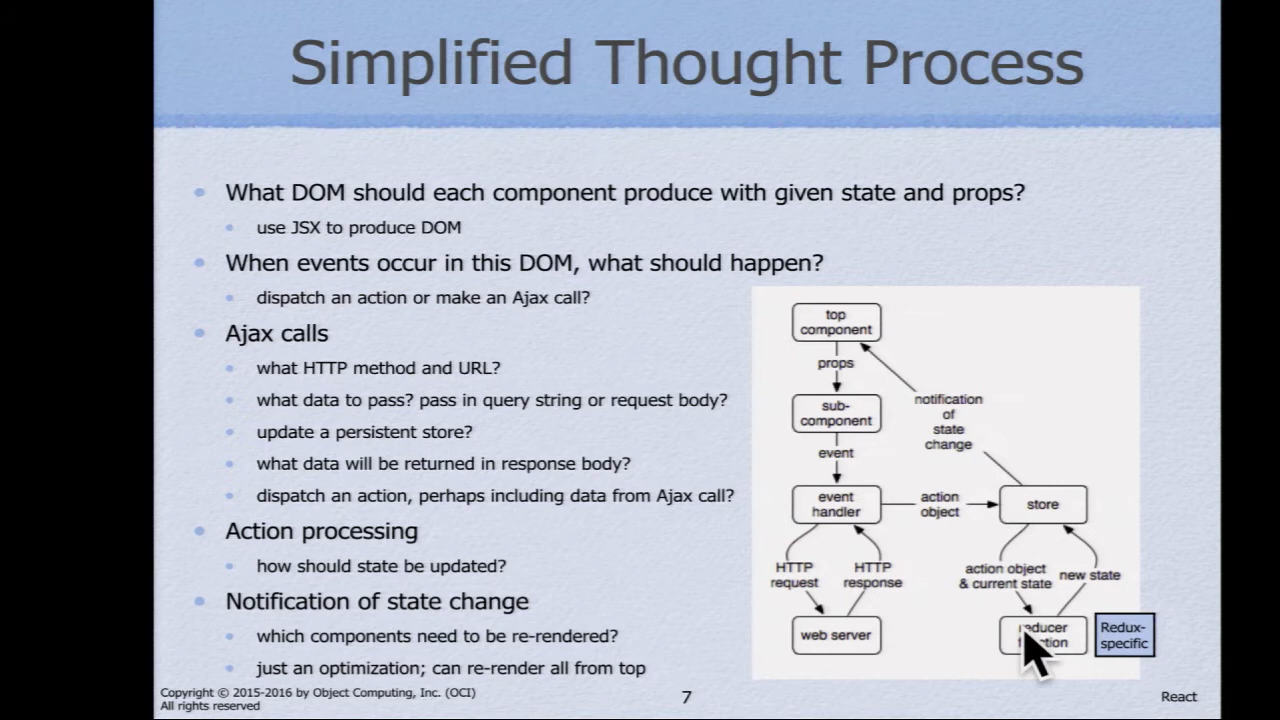 Simplified Thought Process
What DOM should each component produce with given state and props?
use JSX to produce DOM
When events occur in this DOM, what should happen?
dispatch an action or make an Ajax call?
Ajax calls
what HTTP method and URL?
what data to pass? pass in query string or request body?
update a persistent store?
what data will be returned in response body?
dispatch an action, perhaps including data from Ajax call?
Action processing
how should state be updated?
Notification of state change
which components need to be re-rendered?
just an optimization; can re-render all from top
top
component
props
sub-
component
event
event
handler
action
object
store
notification
of
state
change
HTTP
request
HTTP
response
web server
action object
& current state
new state
reducer
function
Redux-
specific
Copyright © 2015-2016 by Object Computing, Inc. (OCI)
All rights reserved
7
React